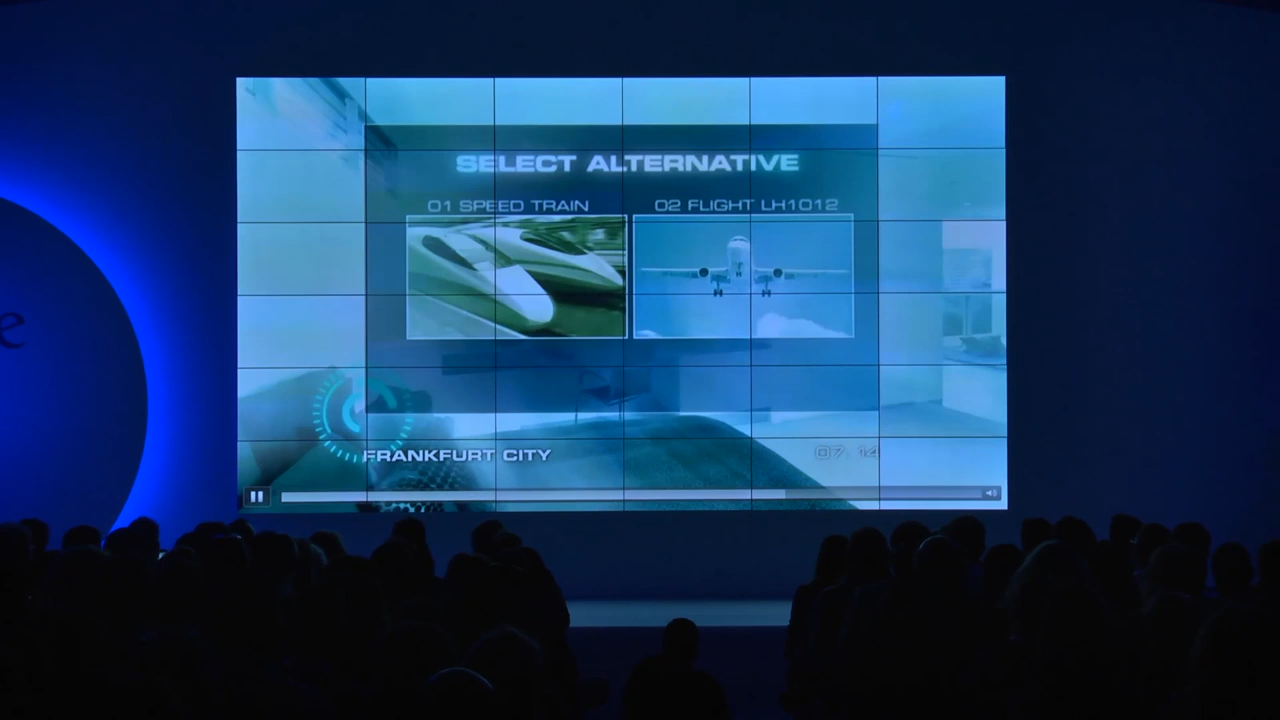 SELECT ALTERNATIVE
01 SPEED TRAIN
02 FLIGHT LH1012
e
FRANKFURT CITY
07.14